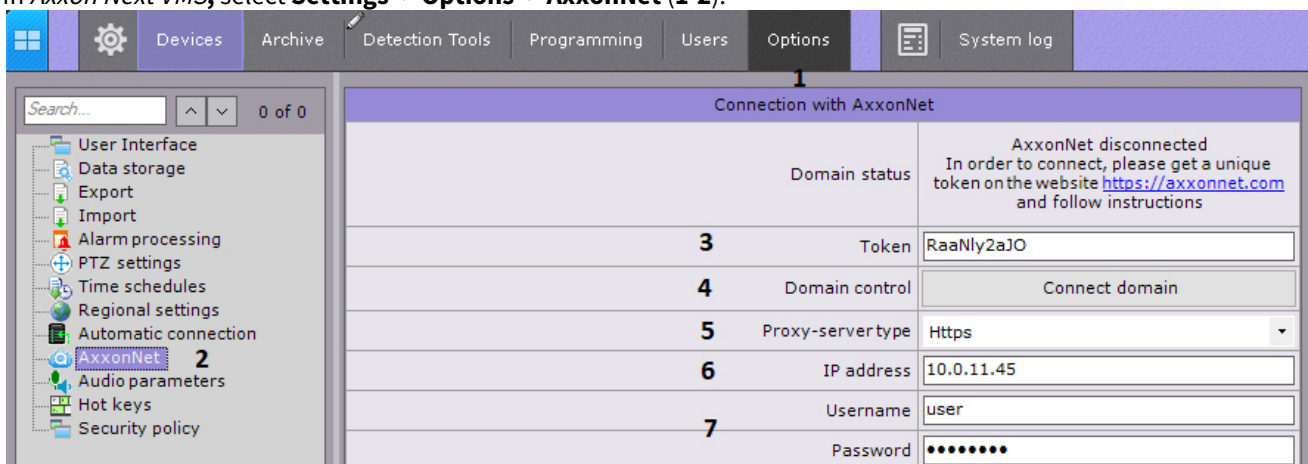 In Axxon Next VMS, select Settings → Options → AxxonNet (1-2).
Devices
Archive
Detection Tools
Programming
Users
Options
System log
1
Search...
0 of 0
User Interface
Data storage
Export
Import
Alarm processing
PTZ settings
Time schedules
Regional settings
Automatic connection
AxxonNet 2
Audio parameters
Hot keys
Security policy
Connection with AxxonNet
Domain status
AxxonNet disconnected
In order to connect, please get a unique
token on the website https://axxonnet.com
and follow instructions
3 Token RaaNly2aJO
4 Domain control Connect domain
5 Proxy-server type Https
6 IP address 10.0.11.45
Username user
7
Password ••••••••